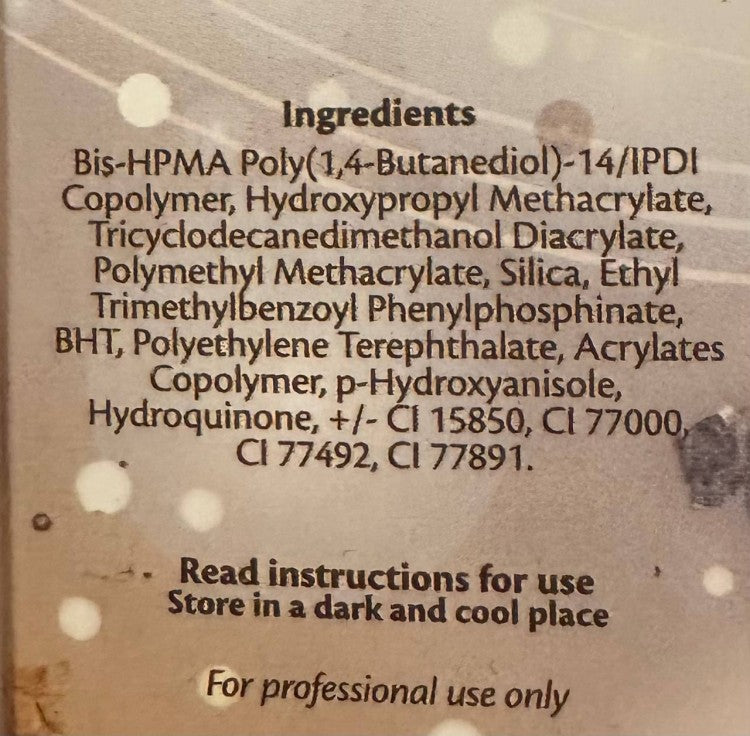 Ingredients
Bis-HPMA Poly(1,4-Butanediol)-14/IPDI
Copolymer, Hydroxypropyl Methacrylate,
Tricyclodecanedimethanol Diacrylate,
Polymethyl Methacrylate, Silica, Ethyl
Trimethylbenzoyl Phenylphosphinate,
BHT, Polyethylene Terephthalate, Acrylates
Copolymer, p-Hydroxyanisole,
Hydroquinone, +/- CI 15850, CI 77000,
CI 77492, CI 77891.
Read instructions for use
Store in a dark and cool place
For professional use only